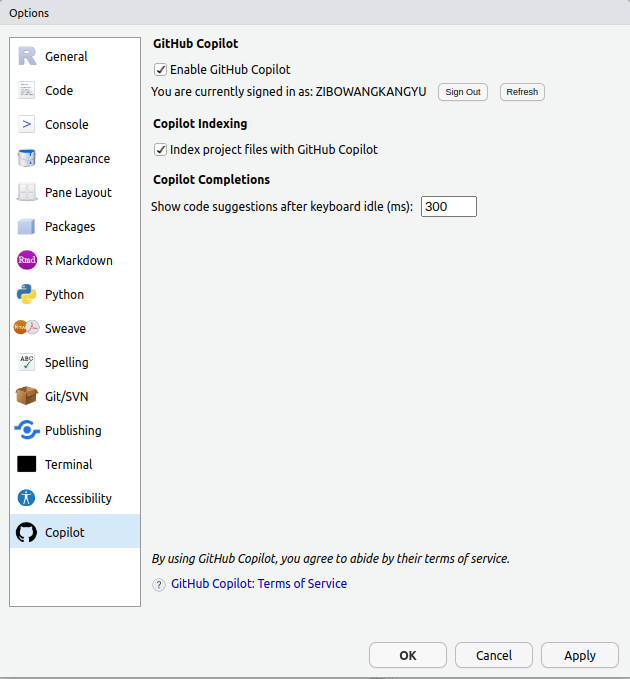 Options
General
Code
Console
Appearance
Pane Layout
Packages
Rmd R Markdown
Python
Sweave
ABC Spelling
Git/SVN
Publishing
Terminal
Accessibility
Copilot
GitHub Copilot
Enable GitHub Copilot
You are currently signed in as: ZIBOWANGKANGYU Sign Out Refresh
Copilot Indexing
Index project files with GitHub Copilot
Copilot Completions
Show code suggestions after keyboard idle (ms): 300
By using GitHub Copilot, you agree to abide by their terms of service.
? GitHub Copilot: Terms of Service
OK Cancel Apply